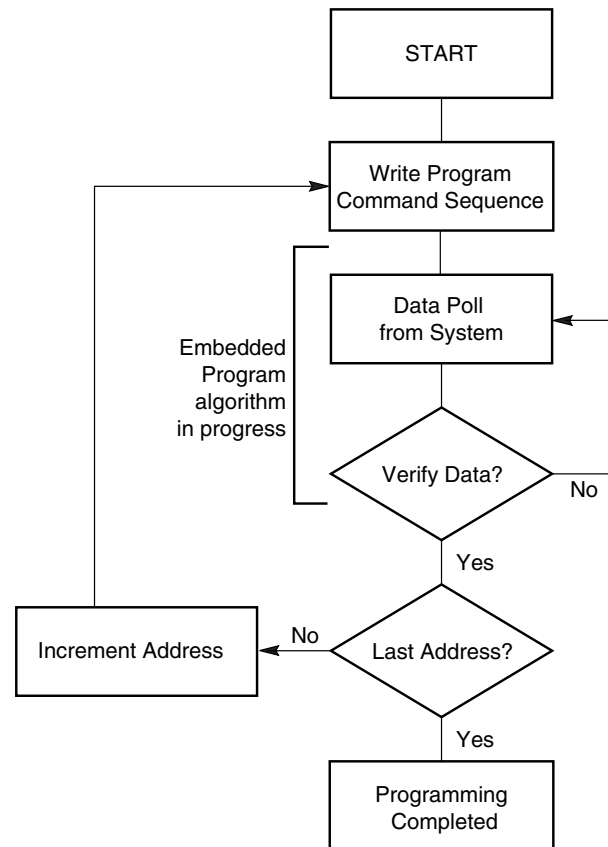 START
Write Program
Command Sequence
Data Poll
from System
Embedded
Program
algorithm
in progress
Verify Data?
No
Yes
No
Increment Address
Last Address?
Yes
Programming
Completed